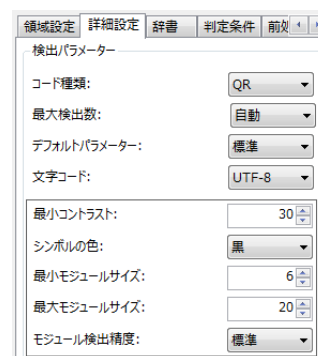 領域設定 詳細設定 辞書 判定条件 前処
検出パラメーター
コード種類: QR
最大検出数: 自動
デフォルトパラメーター: 標準
文字コード: UTF-8
最小コントラスト: 30
シンボルの色: 黒
最小モジュールサイズ: 6
最大モジュールサイズ: 20
モジュール検出精度: 標準